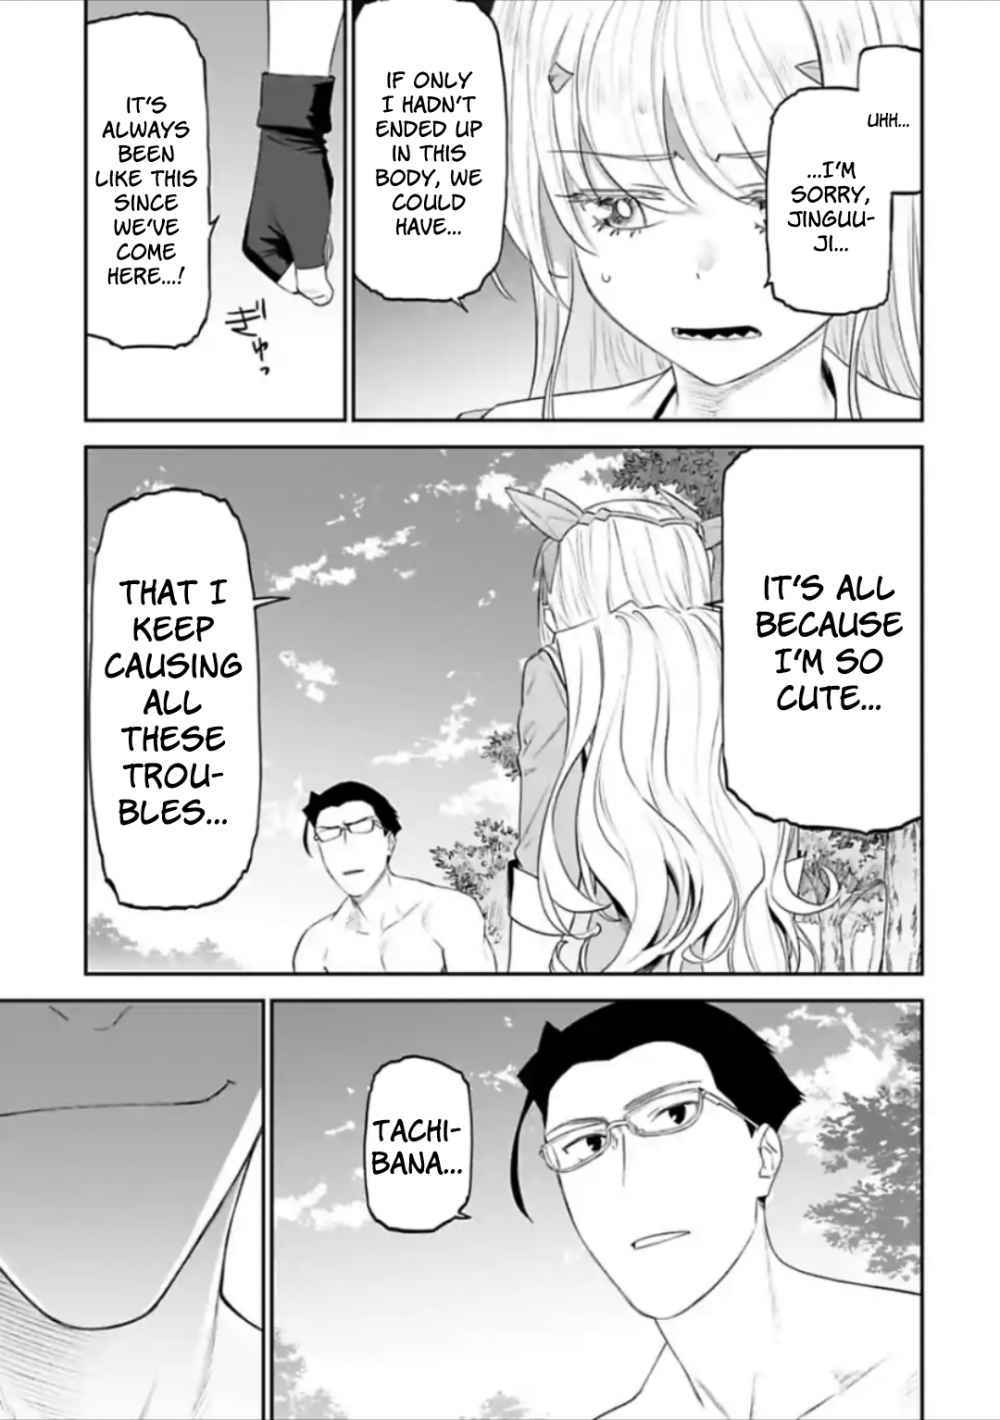 UHH...
...I'M
SORRY,
JINGUU-
JI...
IF ONLY
I HADN'T
ENDED UP
IN THIS
BODY, WE
COULD
HAVE...
IT'S
ALWAYS
BEEN
LIKE THIS
SINCE
WE'VE
COME
HERE...!
ぎゅっ
IT'S ALL
BECAUSE
I'M SO
CUTE...
THAT I
KEEP
CAUSING
ALL
THESE
TROU-
BLES...
TACHI-
BANA...